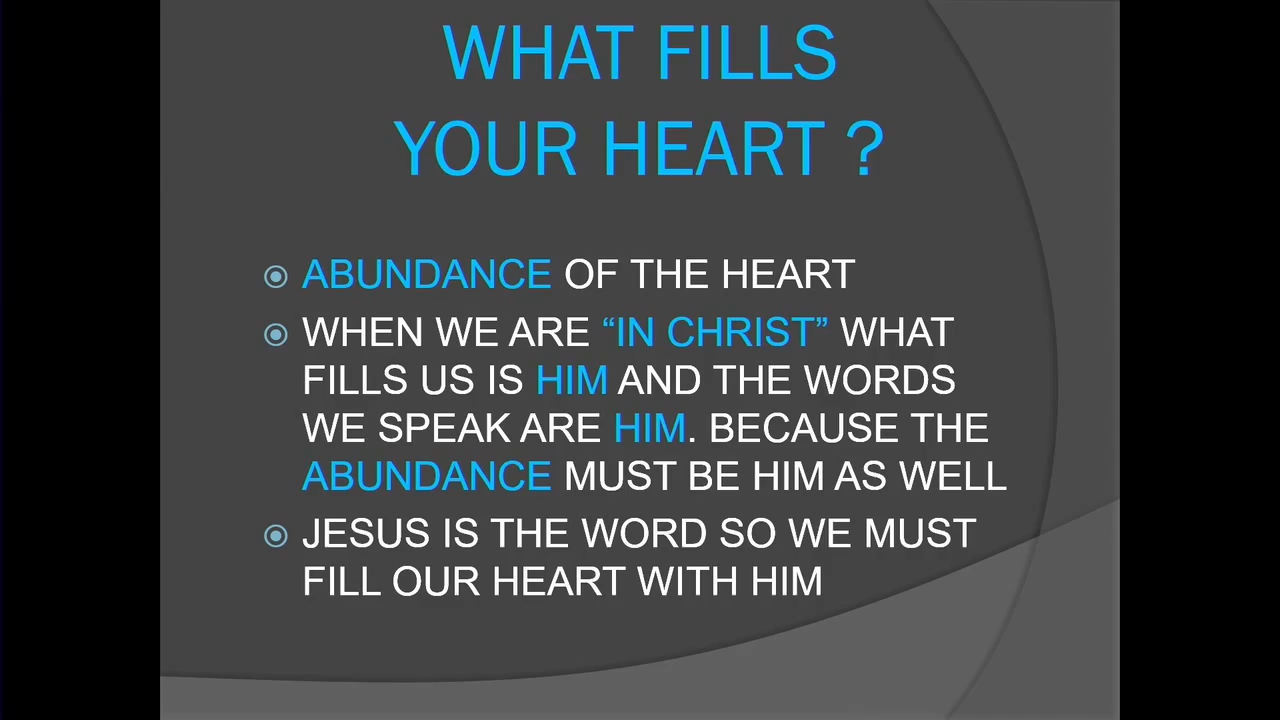 WHAT FILLS
YOUR HEART ?
ABUNDANCE OF THE HEART
WHEN WE ARE “IN CHRIST” WHAT
FILLS US IS HIM AND THE WORDS
WE SPEAK ARE HIM. BECAUSE THE
ABUNDANCE MUST BE HIM AS WELL
JESUS IS THE WORD SO WE MUST
FILL OUR HEART WITH HIM